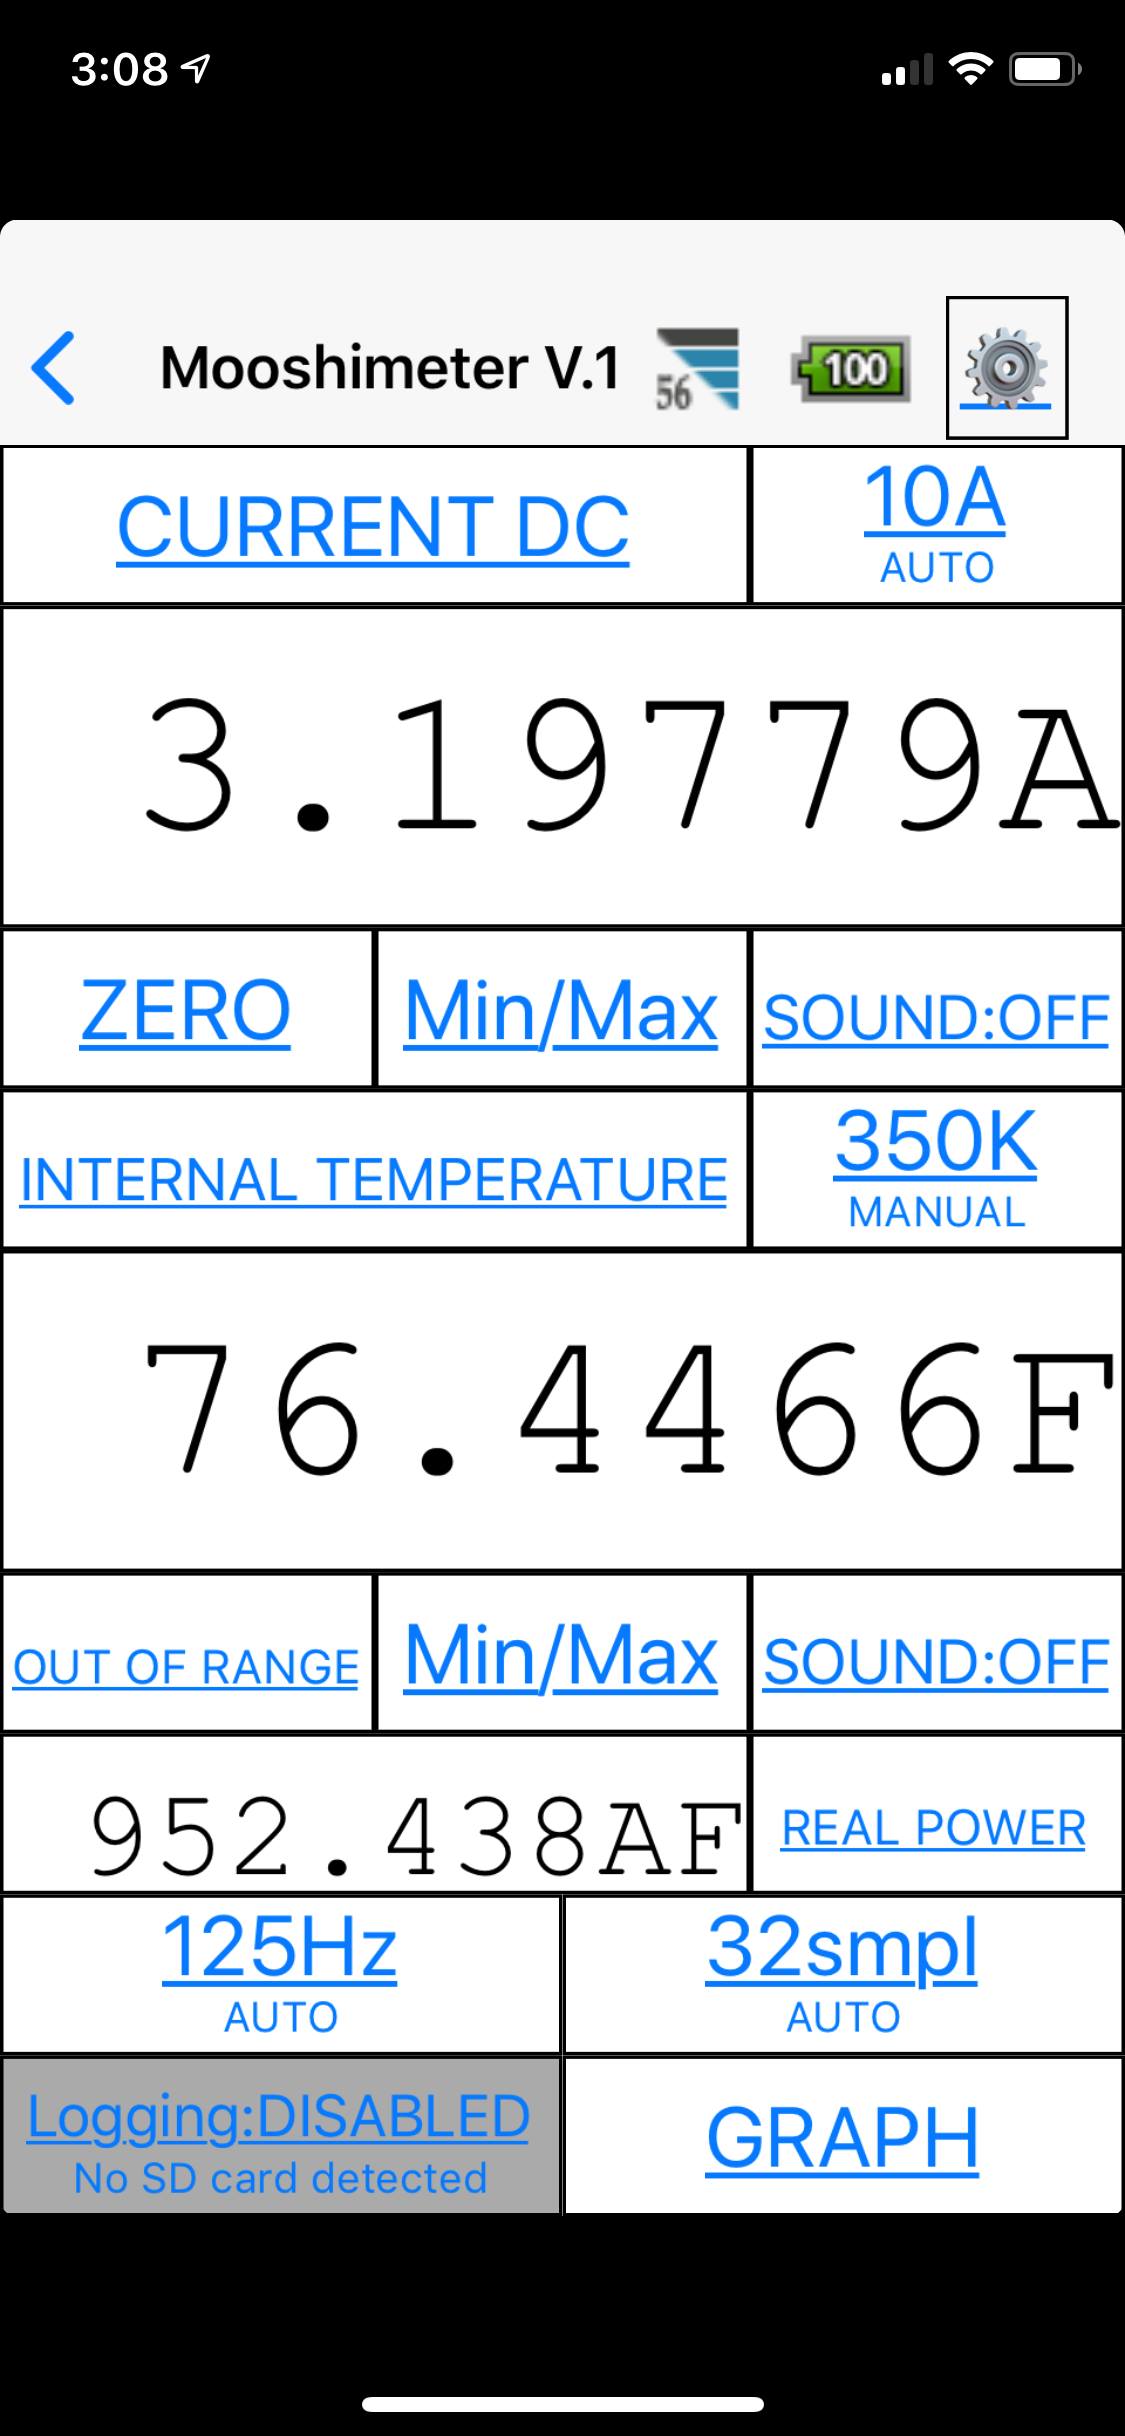 3:08
Mooshimeter V.1 56 100
CURRENT DC
10A
AUTO
3.19779A
ZERO
Min/Max
SOUND:OFF
INTERNAL TEMPERATURE
350K
MANUAL
76.4466F
OUT OF RANGE
Min/Max
SOUND:OFF
952.438AF
REAL POWER
125Hz
AUTO
32smpl
AUTO
Logging:DISABLED
No SD card detected
GRAPH